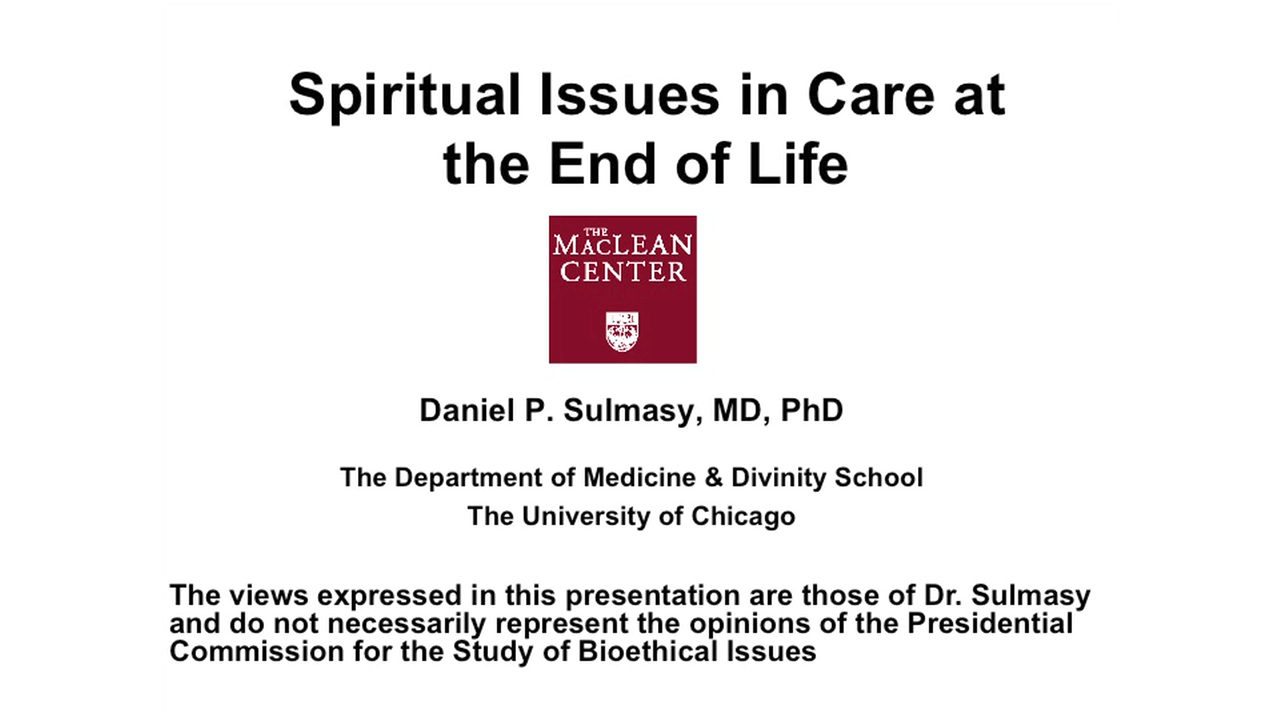 Spiritual Issues in Care at
the End of Life
THE
MACLEAN
CENTER
Daniel P. Sulmasy, MD, PhD
The Department of Medicine & Divinity School
The University of Chicago
The views expressed in this presentation are those of Dr. Sulmasy
and do not necessarily represent the opinions of the Presidential
Commission for the Study of Bioethical Issues